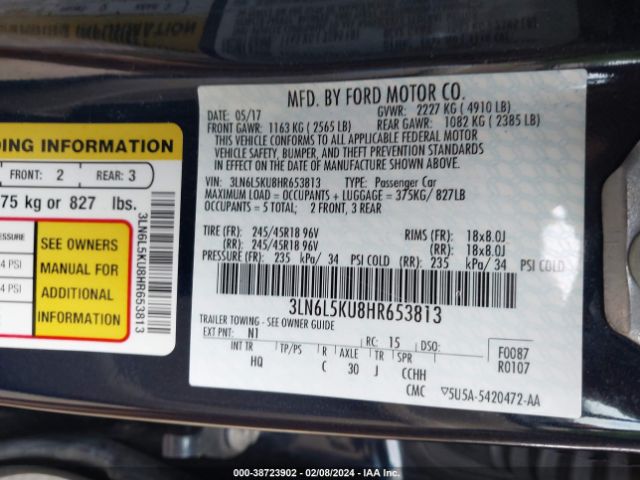 MFD. BY FORD MOTOR CO.
DATE: 05/17 GVWR: 2227 KG ( 4910 LB)
FRONT GAWR: 1163 KG ( 2565 LB) REAR GAWR: 1082 KG ( 2385 LB)
THIS VEHICLE CONFORMS TO ALL APPLICABLE FEDERAL MOTOR
VEHICLE SAFETY, BUMPER, AND THEFT PREVENTION STANDARDS
IN EFFECT ON THE DATE OF MANUFACTURE SHOWN ABOVE.
VIN: 3LN6L5KU8HR653813 TYPE: Passenger Car
MAXIMUM LOAD = OCCUPANTS + LUGGAGE = 375KG/ 827LB
OCCUPANTS = 5 TOTAL; 2 FRONT, 3 REAR
TIRE (FR): 245/45R18 96V RIMS (FR): 18x8.0J
(RR): 245/45R18 96V (RR): 18x8.0J
PRESSURE (FR): 235 kPa/ 34 PSI COLD (RR): 235 kPa/ 34 PSI COLD
3LN6L5KU8HR653813
TRAILER TOWING - SEE OWNER GUIDE
EXT PNT: N1 RC: 15 DSO:
INT TR TP/PS R AXLE TR SPR
HQ C 30 J CCHH
CMC
F0087
R0107
▽5U5A-5420472-AA
DING INFORMATION
FRONT: 2 REAR: 3
75 kg or 827 lbs.
PRESSURE
4 PSI
4 PSI
SEE OWNERS
MANUAL FOR
ADDITIONAL
INFORMATION
3LN6L5KU8HR653813
000-38723902 - 02/08/2024 - IAA Inc.